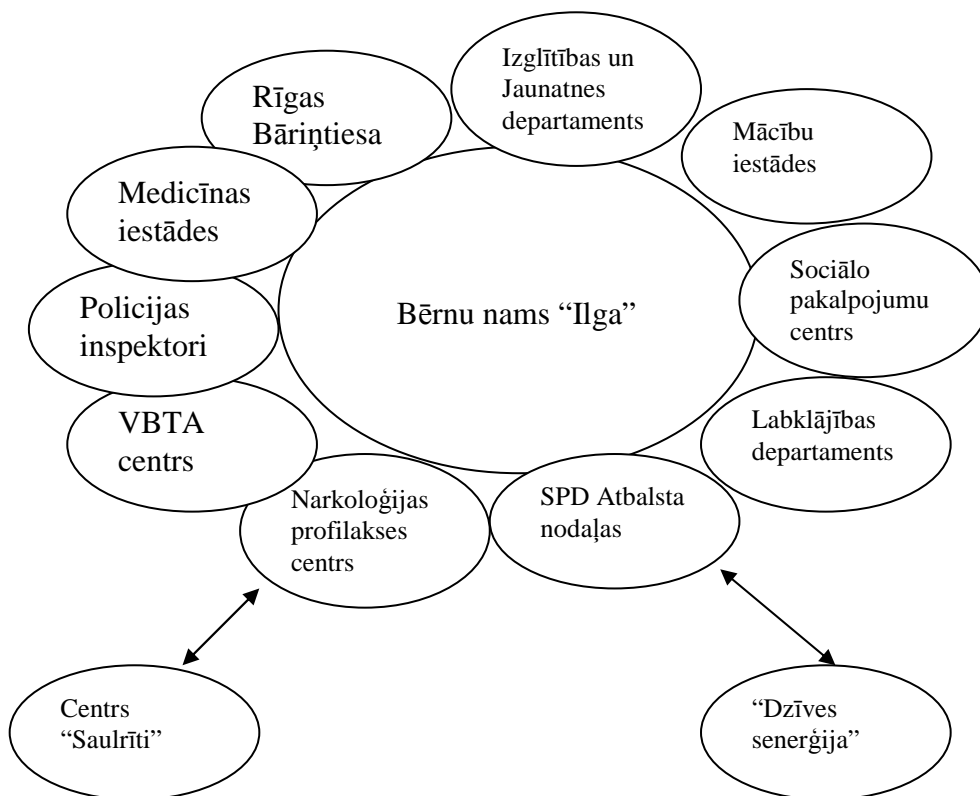 Izglītības un
Jaunatnes
departaments
Rīgas
Bāriņtiesa
Mācību
iestādes
Medicīnas
iestādes
Sociālo
pakalpojumu
centrs
Policijas
inspektori
Bērnu nams “Ilga”
VBTA
centrs
Labklājības
departaments
Narkoloģijas
profilakses
centrs
SPD Atbalsta
nodaļas
Centrs
“Saulrīti”
“Dzīves
senerģija”